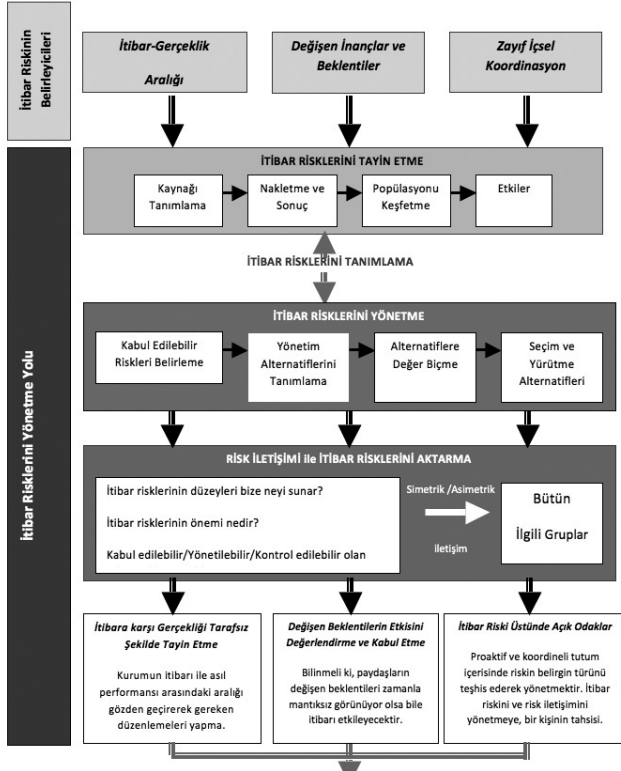 İtibar Riskinin
Belirleyicileri
İtibar-Gerçeklik
Aralığı
Değişen İnançlar ve
Beklentiler
Zayıf İçsel
Koordinasyon
İtibar Risklerini Yönetme Yolu
İTİBAR RİSKLERİNİ TAYİN ETME
Kaynağı
Tanımlama
Nakletme ve
Sonuç
Popülasyonu
Keşfetme
Etkiler
İTİBAR RİSKLERİNİ TANIMLAMA
İTİBAR RİSKLERİNİ YÖNETME
Kabul Edilebilir
Riskleri Belirleme
Yönetim
Alternatiflerini
Tanımlama
Alternatiflere
Değer Biçme
Seçim ve
Yürütme
Alternatifleri
RİSK İLETİŞİMİ ile İTİBAR RİSKLERİNİ AKTARMA
İtibar risklerinin düzeyleri bize neyi sunar?
İtibar risklerinin önemi nedir?
Kabul edilebilir/Yönetilebilir/Kontrol edilebilir olan
Simetrik /Asimetrik
iletişim
Bütün
İlgili Gruplar
İtibara karşı Gerçekliği Tarafsız
Şekilde Tayin Etme
Kurumun itibarı ile asıl
performansı arasındaki aralığı
gözden geçirerek gereken
düzenlemeleri yapma.
Değişen Beklentilerin Etkisini
Değerlendirme ve Kabul Etme
Bilinmeli ki, paydaşların
değişen beklentileri zamanla
mantıksız görünüyor olsa bile
itibarı etkileyecektir.
İtibar Riski Üstünde Açık Odaklar
Proaktif ve koordineli tutum
içerisinde riskin belirgin türünü
teşhis ederek yönetmektir. İtibar
riskini ve risk iletişimini
yönetmeye, bir kişinin tahsisi.